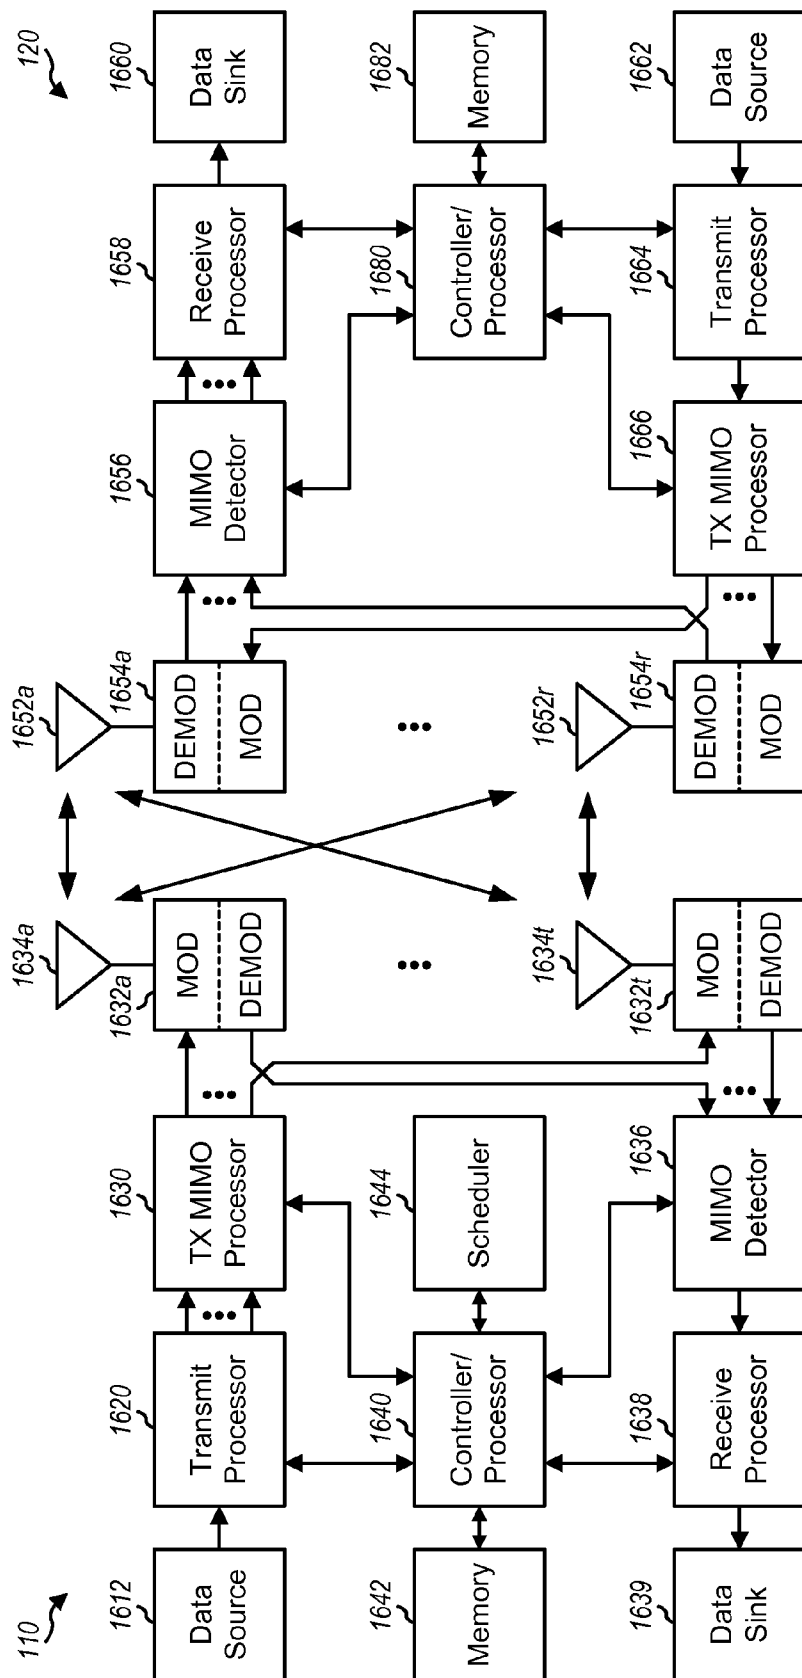 110
120
1612
Data
Source
1620
Transmit
Processor
1630
TX MIMO
Processor
1632a
MOD
DEMOD
1634a
1652a
1654a
DEMOD
MOD
1656
MIMO
Detector
1658
Receive
Processor
1660
Data
Sink
1642
Memory
1640
Controller/
Processor
1644
Scheduler
1680
Controller/
Processor
1682
Memory
1639
Data
Sink
1638
Receive
Processor
1636
MIMO
Detector
1632t
MOD
DEMOD
1634t
1652r
1654r
DEMOD
MOD
1666
TX MIMO
Processor
1664
Transmit
Processor
1662
Data
Source